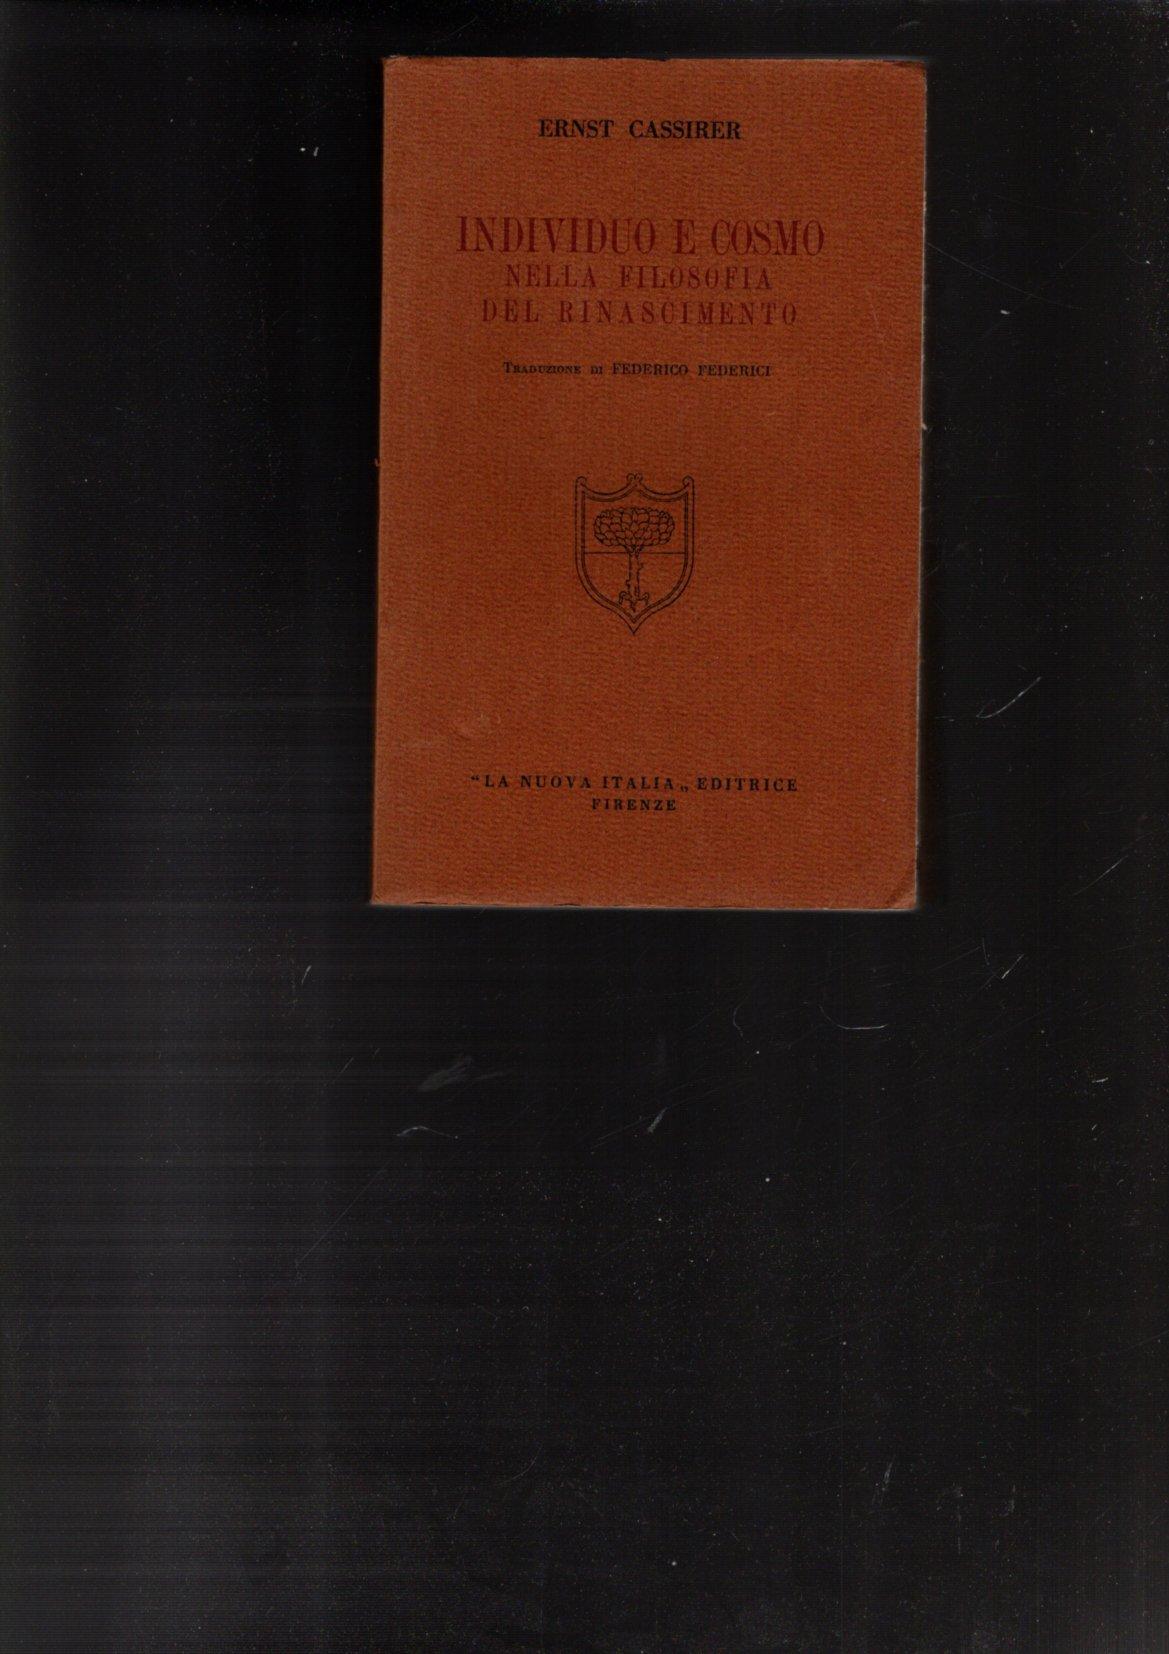 ERNST CASSIRER
INDIVIDUO E COSMO
NELLA FILOSOFIA
DEL RINASCIMENTO
TRADUZIONE DI FEDERICO FEDERICI
“LA NUOVA ITALIA„ EDITRICE
FIRENZE